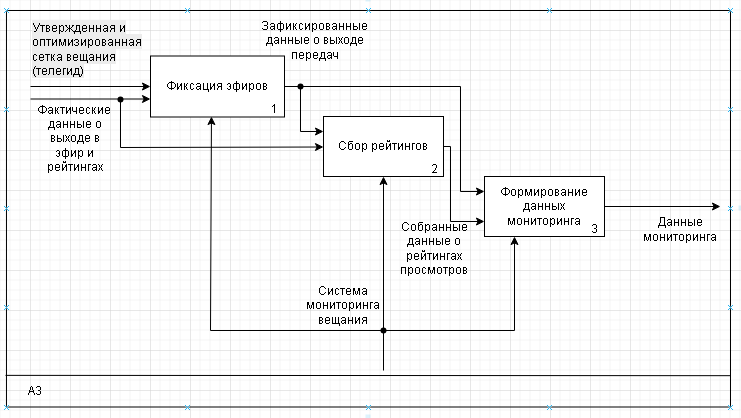 Утвержденная и
оптимизированная
сетка вещания
(телегид)
Зафиксированные
данные о выходе
передач
Фиксация эфиров
1
Фактические
данные о
выходе в
эфир и
рейтингах
Сбор рейтингов
2
Формирование
данных
мониторинга
3
Собранные
данные о
рейтингах
просмотров
Данные
мониторинга
Система
мониторинга
вещания
А3